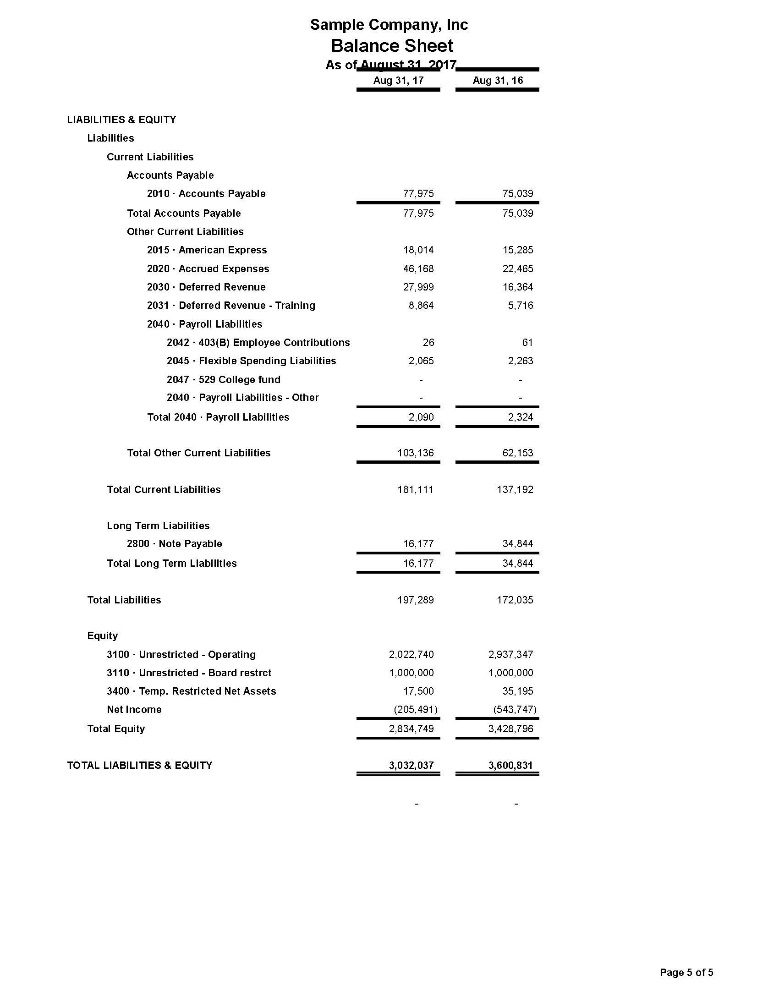 Sample Company, Inc
Balance Sheet
As of August 31, 2017
Aug 31, 17 Aug 31, 16
LIABILITIES & EQUITY
Liabilities
Current Liabilities
Accounts Payable
2010 · Accounts Payable 77,975 75,039
Total Accounts Payable 77,975 75,039
Other Current Liabilities
2015 · American Express 18,014 15,285
2020 · Accrued Expenses 46,168 22,465
2030 · Deferred Revenue 27,999 16,364
2031 · Deferred Revenue - Training 8,864 5,716
2040 · Payroll Liabilities
2042 · 403(B) Employee Contributions 26 61
2045 · Flexible Spending Liabilities 2,065 2,263
2047 · 529 College fund - -
2040 · Payroll Liabilities - Other - -
Total 2040 · Payroll Liabilities 2,090 2,324
Total Other Current Liabilities 103,136 62,153
Total Current Liabilities 181,111 137,192
Long Term Liabilities
2800 · Note Payable 16,177 34,844
Total Long Term Liabilities 16,177 34,844
Total Liabilities 197,289 172,035
Equity
3100 · Unrestricted - Operating 2,022,740 2,937,347
3110 · Unrestricted - Board restrct 1,000,000 1,000,000
3400 · Temp. Restricted Net Assets 17,500 35,195
Net Income (205,491) (543,747)
Total Equity 2,834,749 3,428,796
TOTAL LIABILITIES & EQUITY 3,032,037 3,600,831
- -
Page 5 of 5